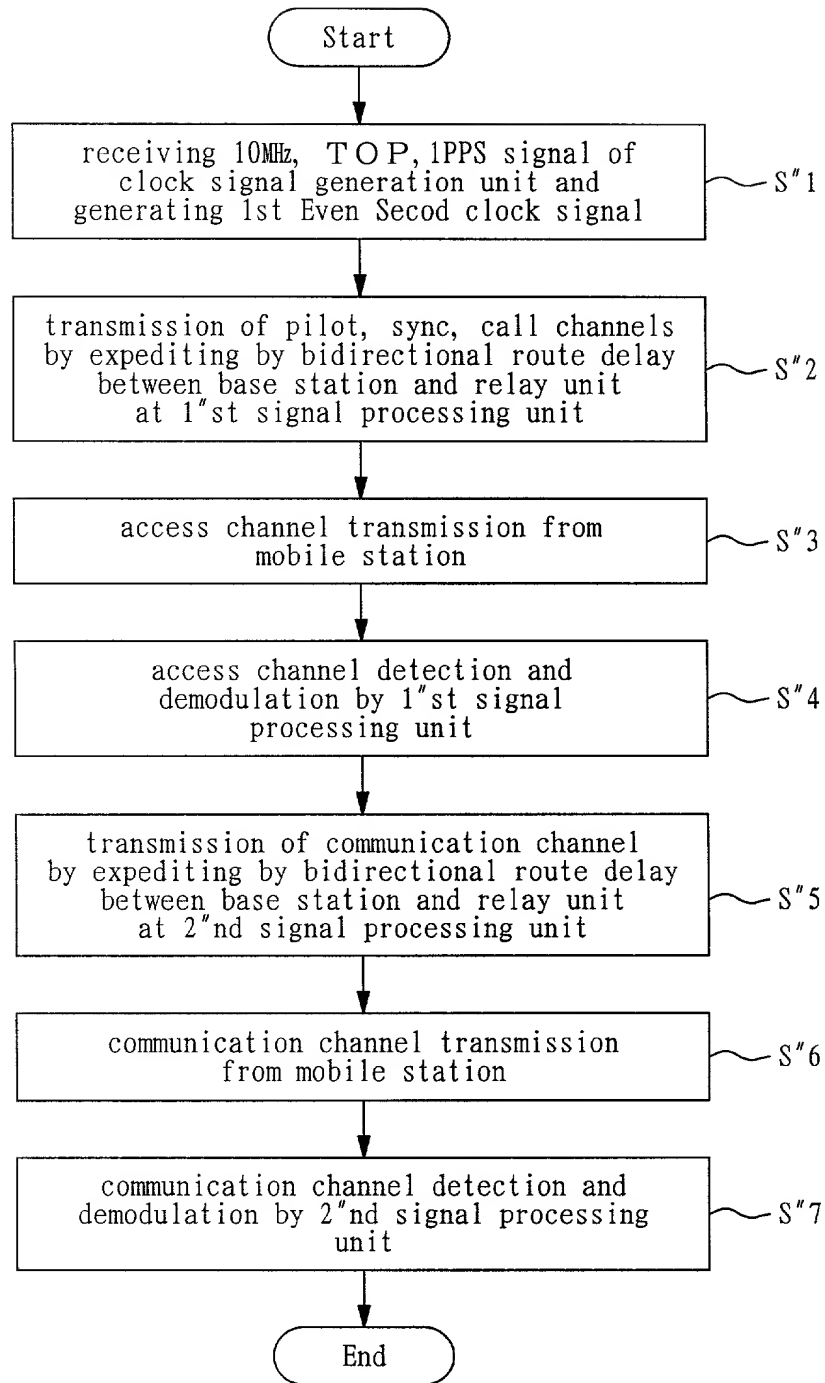 Start
receiving 10MHz, TOP, 1PPS signal of
clock signal generation unit and
generating 1st Even Secod clock signal
S"1
transmission of pilot, sync, call channels
by expediting by bidirectional route delay
between base station and relay unit
at 1"st signal processing unit
S"2
access channel transmission from
mobile station
S"3
access channel detection and
demodulation by 1"st signal
processing unit
S"4
transmission of communication channel
by expediting by bidirectional route delay
between base station and relay unit
at 2"nd signal processing unit
S"5
communication channel transmission
from mobile station
S"6
communication channel detection and
demodulation by 2"nd signal processing
unit
S"7
End